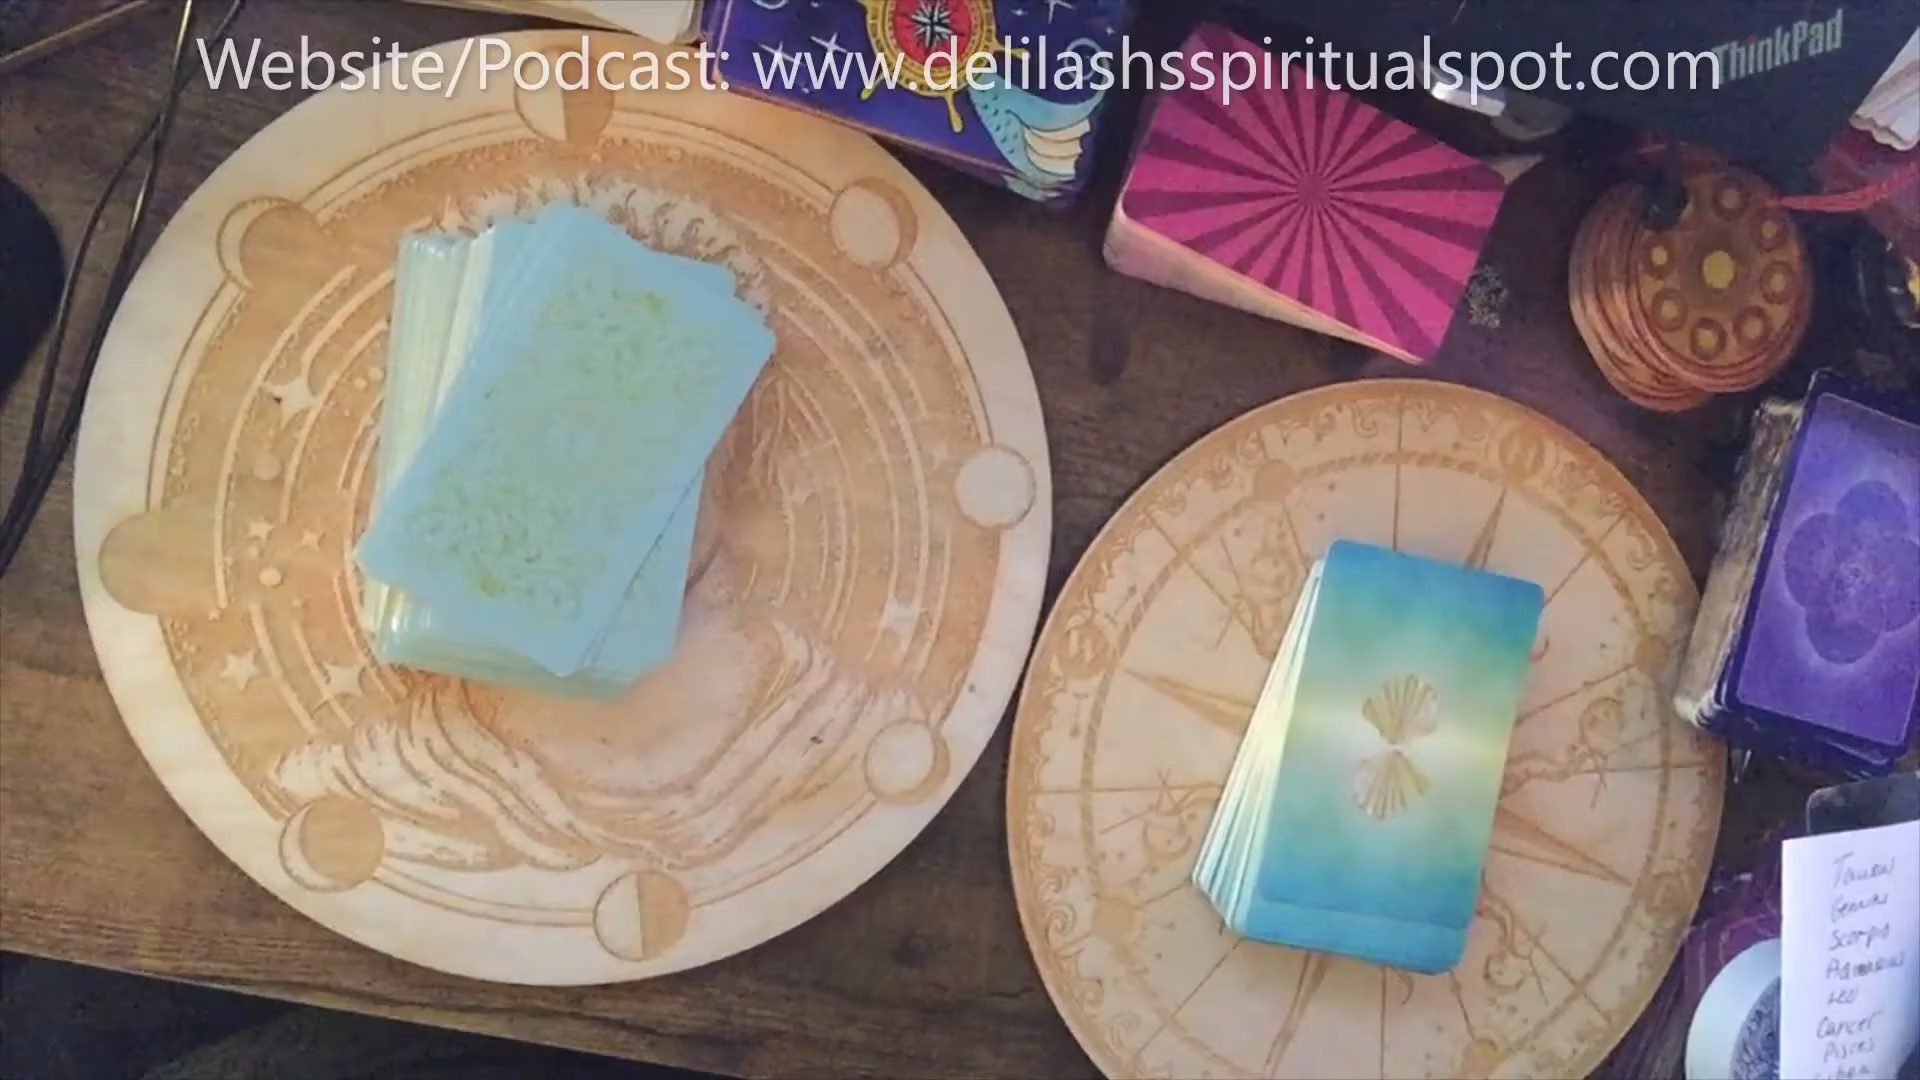 Website/Podcast: www.delilashsspiritualspot.com
ThinkPad
Taurus
Gemini
Scorpio
Aquarius
Leo
Cancer
Pisces